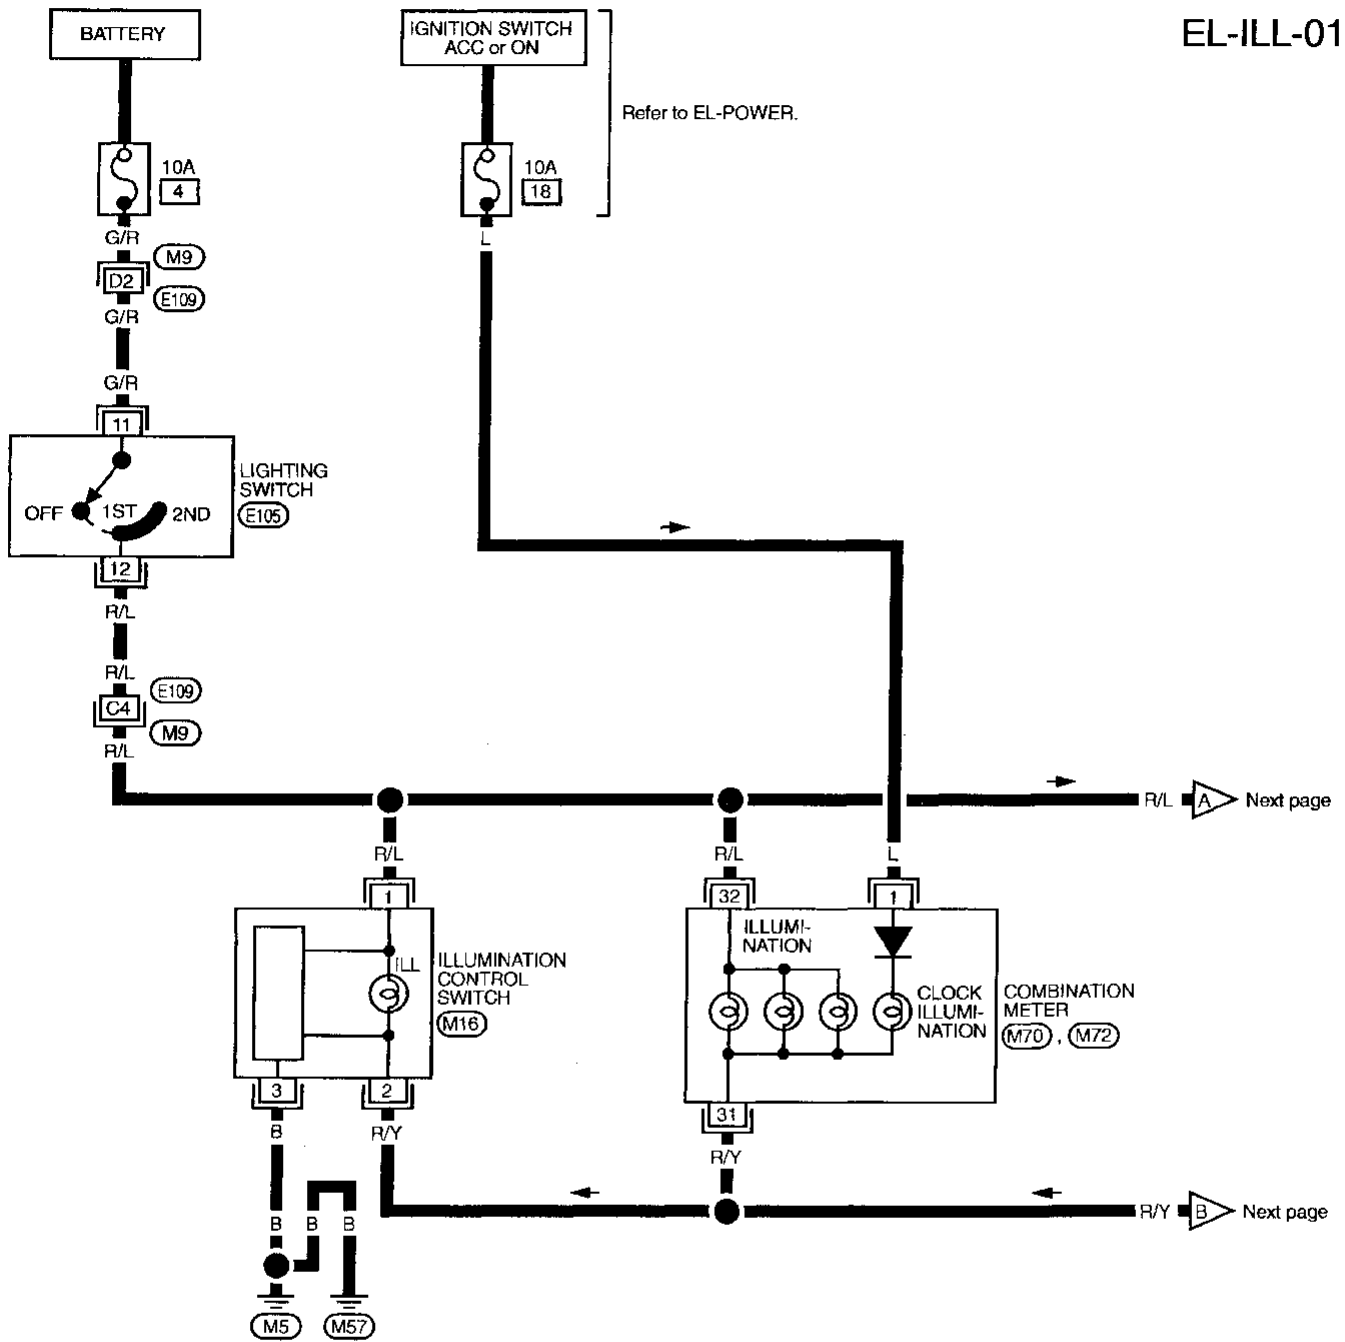 EL-ILL-01
BATTERY
IGNITION SWITCH
ACC or ON
Refer to EL-POWER.
10A
4
10A
18
G/R
L
M9
D2
E109
G/R
G/R
11
LIGHTING
SWITCH
E105
OFF
1ST
2ND
12
R/L
R/L
E109
C4
M9
R/L
R/L
A
Next page
R/L
R/L
L
1
32
1
ILLUMI-
NATION
ILL
ILLUMINATION
CONTROL
SWITCH
M16
CLOCK
ILLUMI-
NATION
COMBINATION
METER
M70 , M72
3
2
31
B
R/Y
R/Y
B
B
B
R/Y
B
Next page
M5
M57